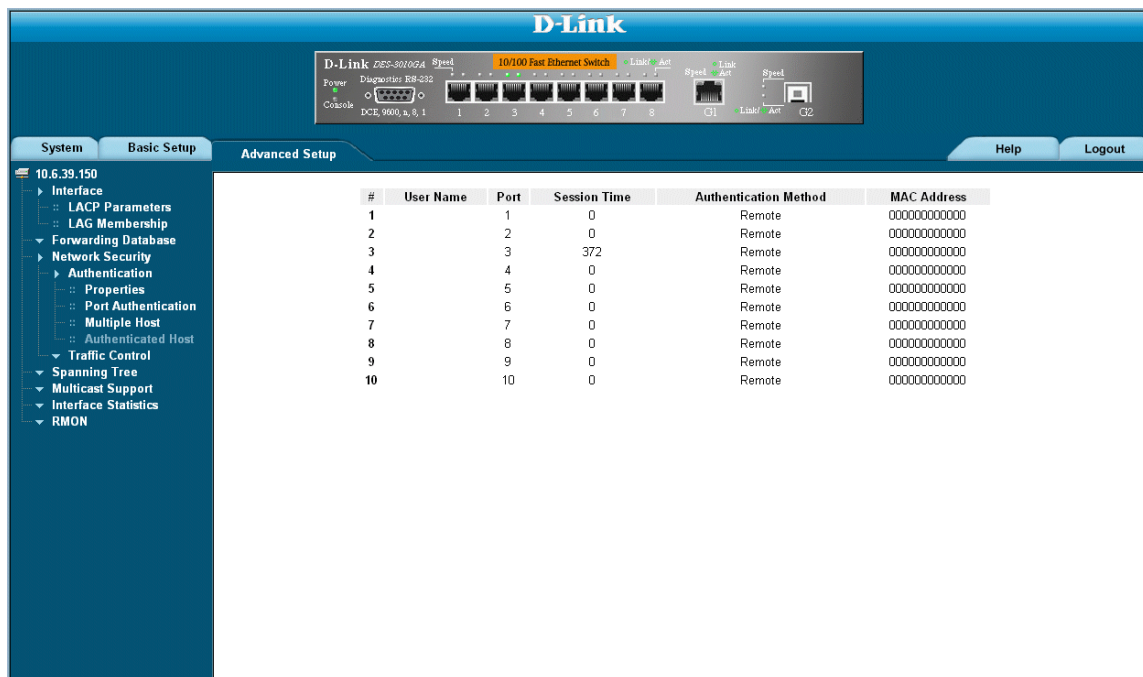 D-Link
D-Link DES-3010GA Speed 10/100 Fast Ethernet Switch Link/ Act
Power Diagnostics RS-232
Console
DCE, 9600, n, 8, 1
1 2 3 4 5 6 7 8
Speed Link Act
G1
Speed
Link/ Act G2
System Basic Setup Advanced Setup Help Logout
10.6.39.150
Interface
LACP Parameters
LAG Membership
Forwarding Database
Network Security
Authentication
Properties
Port Authentication
Multiple Host
Authenticated Host
Traffic Control
Spanning Tree
Multicast Support
Interface Statistics
RMON
# User Name Port Session Time Authentication Method MAC Address
1 1 0 Remote 000000000000
2 2 0 Remote 000000000000
3 3 372 Remote 000000000000
4 4 0 Remote 000000000000
5 5 0 Remote 000000000000
6 6 0 Remote 000000000000
7 7 0 Remote 000000000000
8 8 0 Remote 000000000000
9 9 0 Remote 000000000000
10 10 0 Remote 000000000000